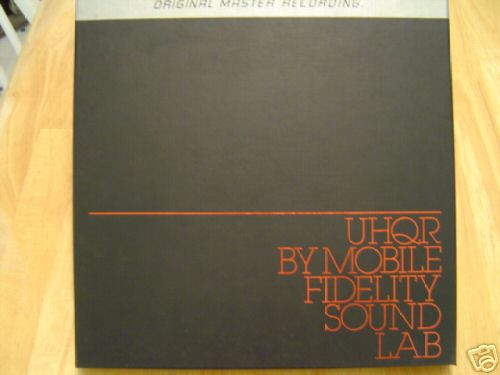 ORIGINAL MASTER RECORDING.
UHQR
BY MOBILE
FIDELITY
SOUND
LAB